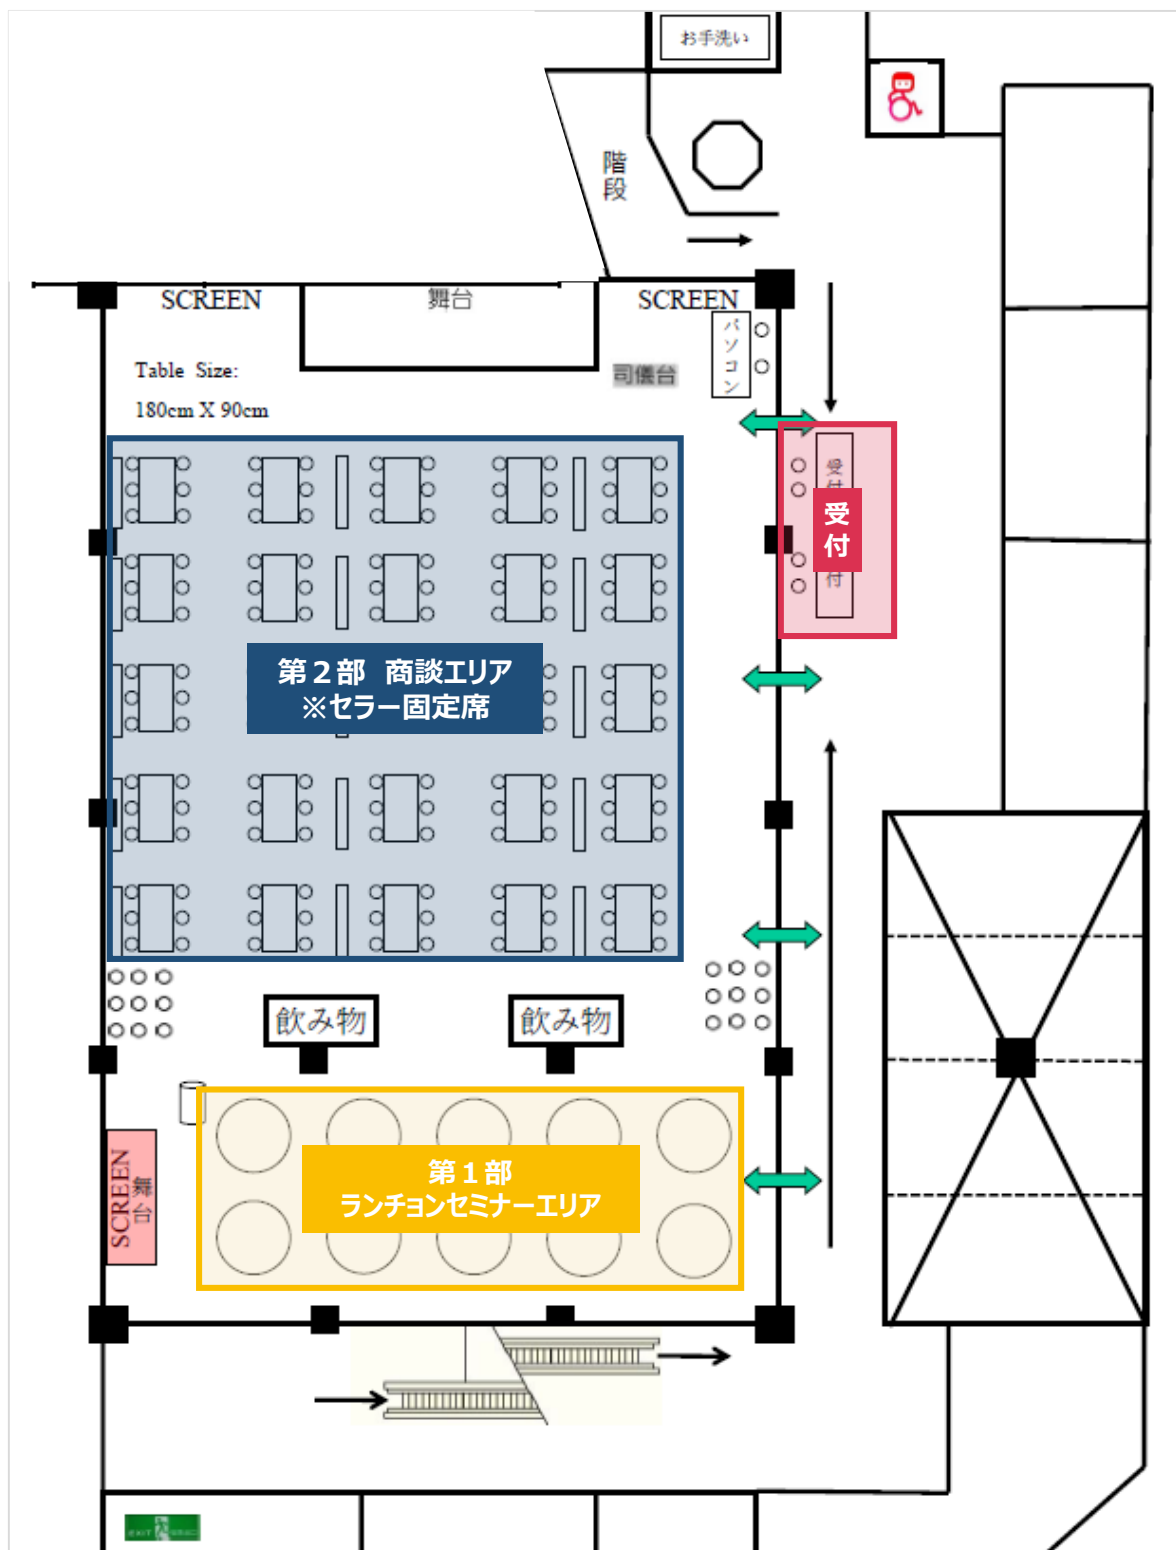 お手洗い
階段
SCREEN
舞台
SCREEN
パソコン
Table Size:
180cm X 90cm
司儀台
受付
受付
付
第２部 商談エリア
※セラー固定席
飲み物
飲み物
SCREEN
舞台
第１部
ランチョンセミナーエリア
EXIT